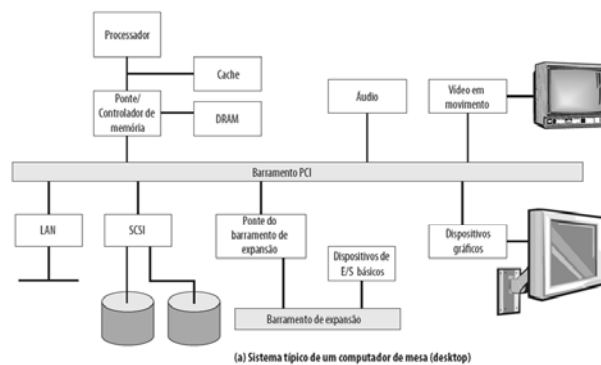 Processador
Cache
Ponte/
Controlador de
memória
DRAM
Áudio
Vídeo em
movimento
Barramento PCI
LAN
SCSI
Ponte do
barramento de
expansão
Dispositivos de
E/S básicos
Dispositivos
gráficos
Barramento de expansão
(a) Sistema típico de um computador de mesa (desktop)